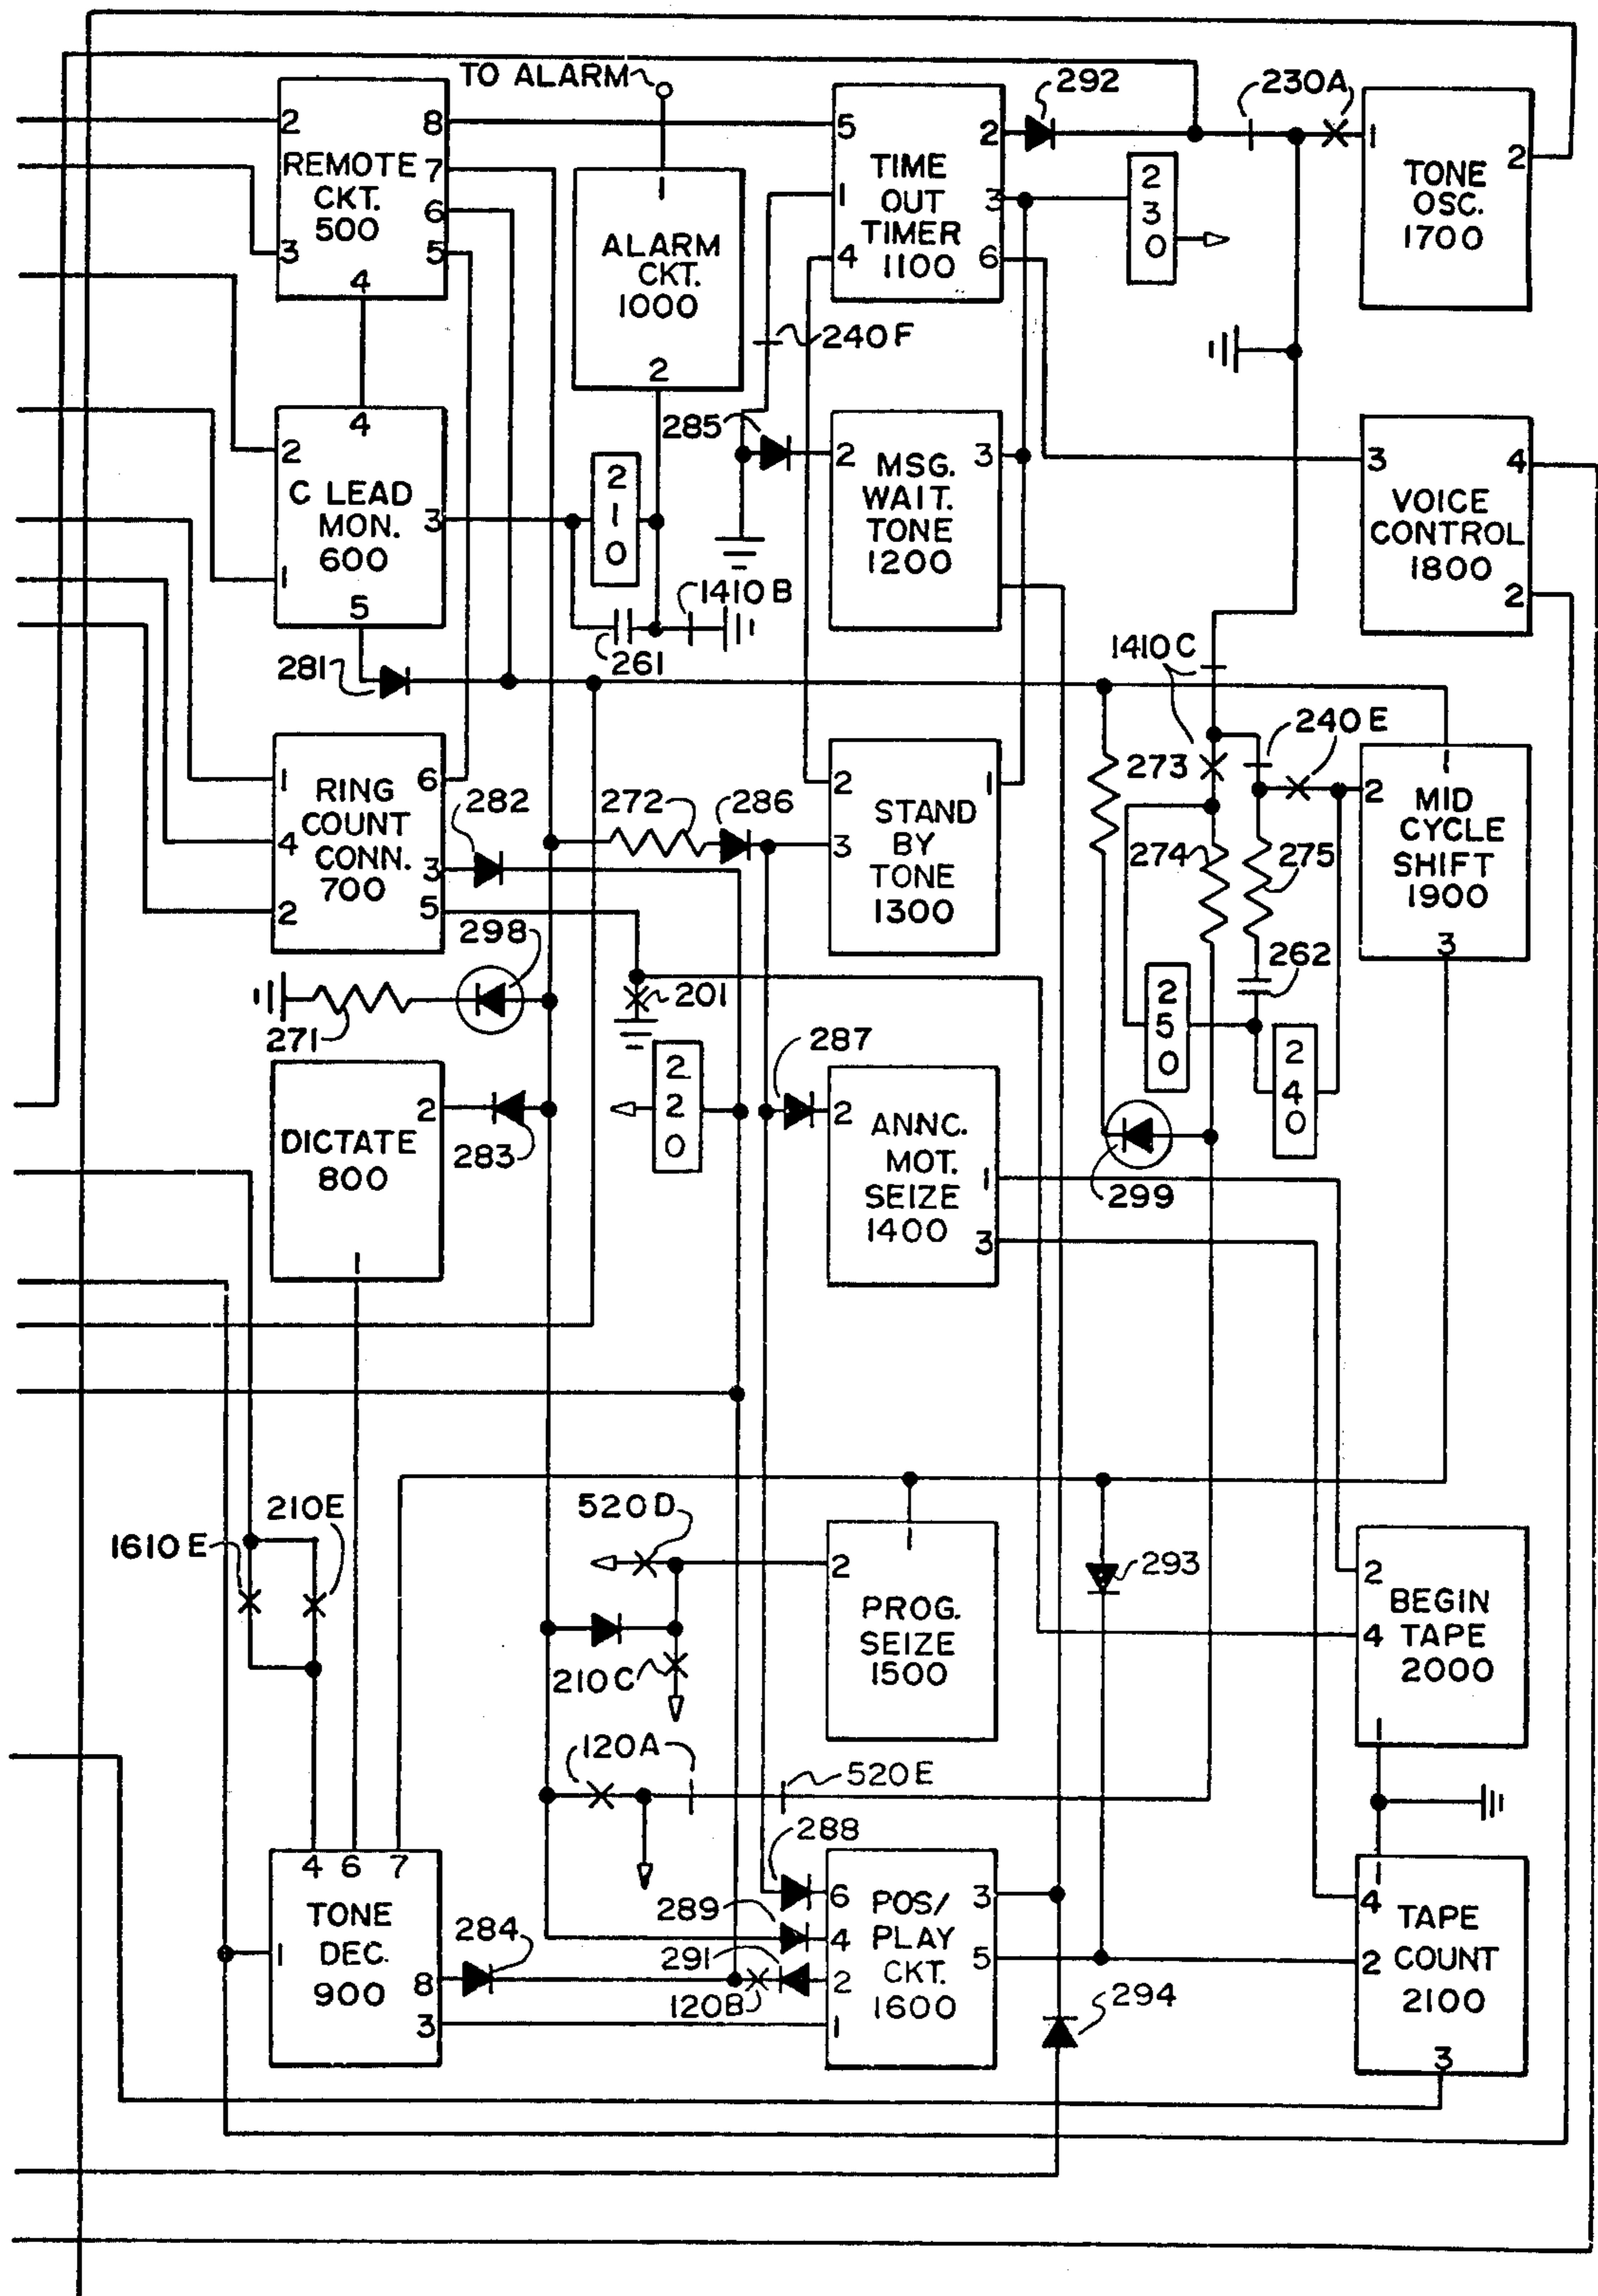 TO ALARM
292
230A
2
8
REMOTE
CKT.
500
7
6
5
3
4
1
ALARM
CKT.
1000
2
5
TIME
OUT
TIMER
1100
2
1
3
4
6
2
3
0
1
TONE
OSC.
1700
2
240F
4
2
C LEAD
MON.
600
3
1
5
2
1
0
285
2
MSG.
WAIT.
TONE
1200
3
3
4
VOICE
CONTROL
1800
2
1410B
261
281
1410C
240E
1
RING
COUNT
CONN.
700
6
4
3
2
5
282
272
286
2
1
STAND
BY
TONE
1300
3
273
274
275
262
1
2
MID
CYCLE
SHIFT
1900
3
298
271
201
2
5
0
2
4
0
299
DICTATE
800
2
1
283
2
2
0
287
2
ANNC.
MOT.
SEIZE
1400
1
3
520D
210E
1610E
210C
1
2
PROG.
SEIZE
1500
293
2
BEGIN
TAPE
2000
4
1
120A
520E
288
289
291
120B
284
4
6
7
TONE
DEC.
900
1
8
3
6
POS/
PLAY
CKT.
1600
3
4
5
2
1
294
1
4
TAPE
COUNT
2100
2
3